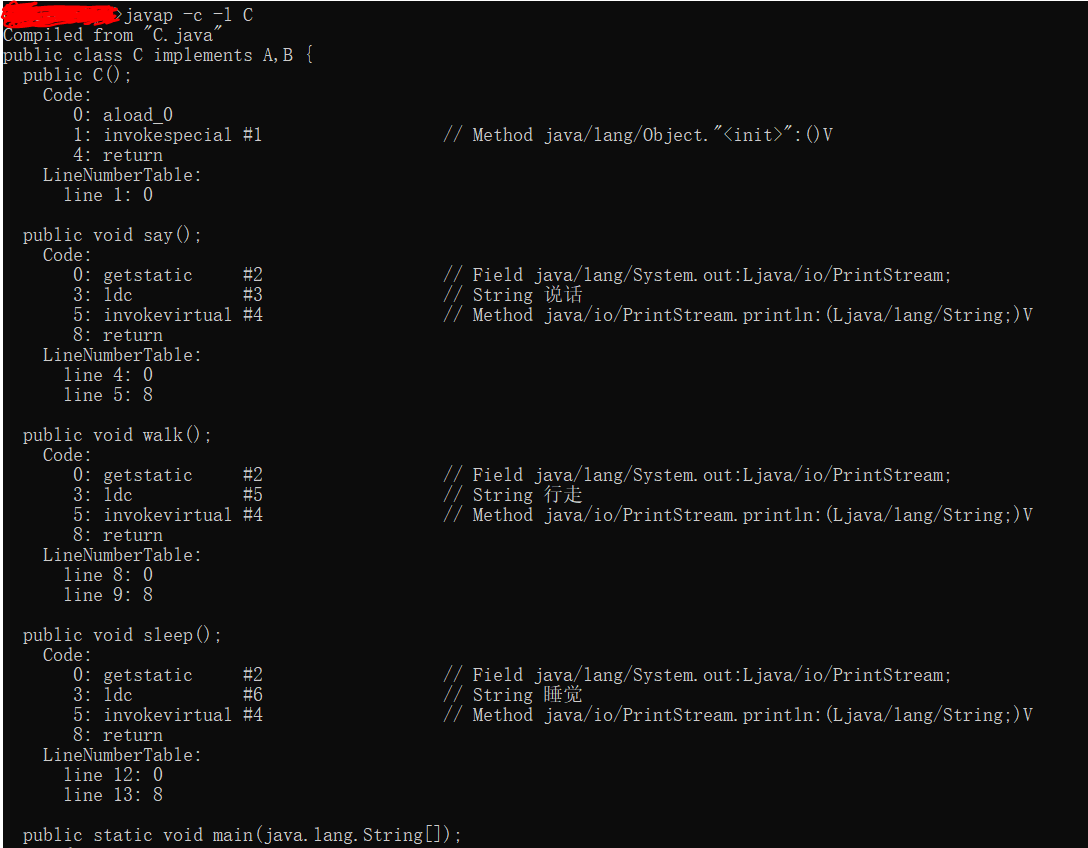 >javap -c -l C
Compiled from "C.java"
public class C implements A,B {
  public C();
    Code:
       0: aload_0
       1: invokespecial #1                  // Method java/lang/Object."<init>":()V
       4: return
    LineNumberTable:
      line 1: 0

  public void say();
    Code:
       0: getstatic     #2                  // Field java/lang/System.out:Ljava/io/PrintStream;
       3: ldc           #3                  // String 说话
       5: invokevirtual #4                  // Method java/io/PrintStream.println:(Ljava/lang/String;)V
       8: return
    LineNumberTable:
      line 4: 0
      line 5: 8

  public void walk();
    Code:
       0: getstatic     #2                  // Field java/lang/System.out:Ljava/io/PrintStream;
       3: ldc           #5                  // String 行走
       5: invokevirtual #4                  // Method java/io/PrintStream.println:(Ljava/lang/String;)V
       8: return
    LineNumberTable:
      line 8: 0
      line 9: 8

  public void sleep();
    Code:
       0: getstatic     #2                  // Field java/lang/System.out:Ljava/io/PrintStream;
       3: ldc           #6                  // String 睡觉
       5: invokevirtual #4                  // Method java/io/PrintStream.println:(Ljava/lang/String;)V
       8: return
    LineNumberTable:
      line 12: 0
      line 13: 8

  public static void main(java.lang.String[]);